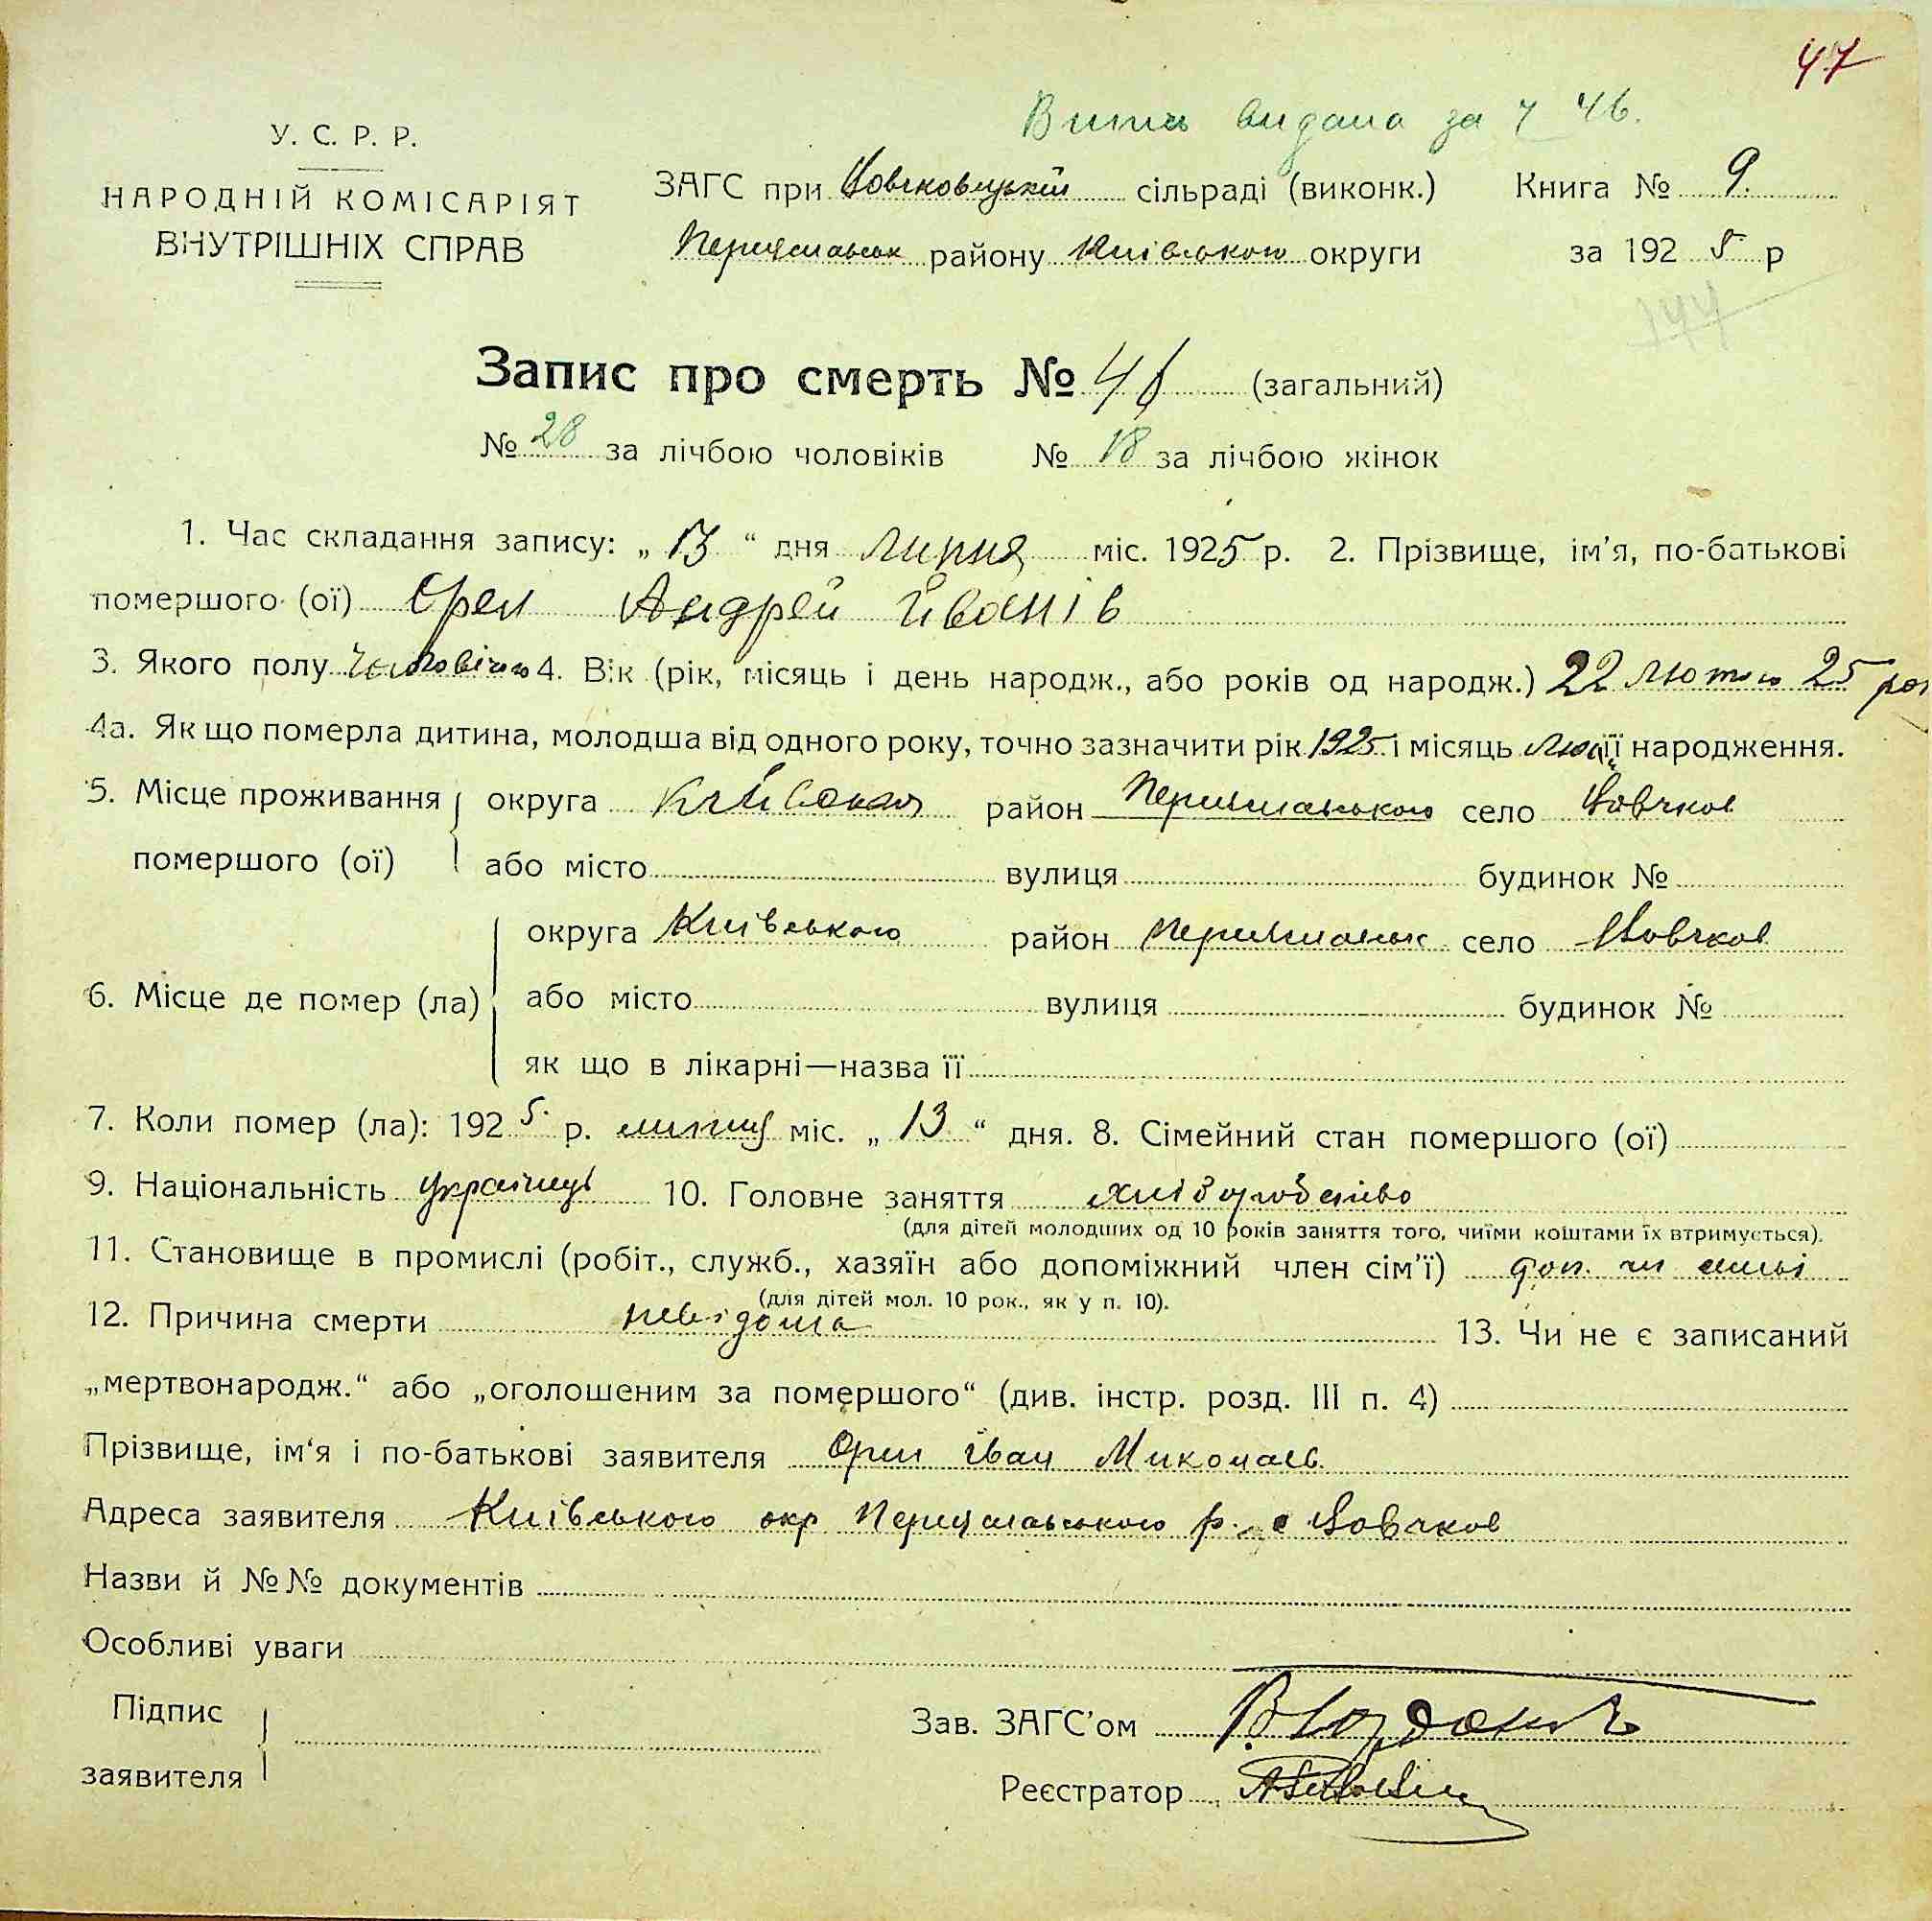 47
Витяг видана за ч 46.
У. С. Р. Р.
НАРОДНІЙ КОМІСАРІЯТ
ВНУТРІШНІХ СПРАВ
ЗАГС при Вовчковецькій сільраді (виконк.) Книга № 9.
Переяславськ району Київського округи за 192 5 р
144
Запис про смерть № 46 (загальний)
№ 28 за лічбою чоловіків № 18 за лічбою жінок
1. Час складання запису: „ 13 “ дня липня міс. 1925 р. 2. Прізвище, ім'я, по-батькові
помершого (ої) Орел Андрей Йванів
3. Якого полу чоловічого 4. Вік (рік, місяць і день народж., або років од народж.) 22 лютого 25 рок
4а. Як що померла дитина, молодша від одного року, точно зазначити рік 1925 і місяць лют її народження.
5. Місце проживання округа Київська район Переяславського село Вовчков
помершого (ої) або місто вулиця будинок №
округа Київського район Переяславськ село Вовчков
6. Місце де помер (ла) або місто вулиця будинок №
як що в лікарні—назва її
7. Коли помер (ла): 192 5 р. липня міс. „ 13 “ дня. 8. Сімейний стан помершого (ої)
9. Національність українець 10. Головне заняття хліборобство
(для дітей молодших од 10 років заняття того, чиїми коштами їх втримується).
11. Становище в промислі (робіт., служб., хазяїн або допоміжний член сім'ї) доп. чл симьї
(для дітей мол. 10 рок., як у п. 10).
12. Причина смерти невідома 13. Чи не є записаний
„мертвонародж.“ або „оголошеним за помершого“ (див. інстр. розд. III п. 4)
Прізвище, ім'я і по-батькові заявителя Орел Іван Миколаєв.
Адреса заявителя Київського окр Переяславського р. с Вовчков
Назви й №№ документів
Особливі уваги
Підпис
заявителя
Зав. ЗАГС'ом
Реєстратор